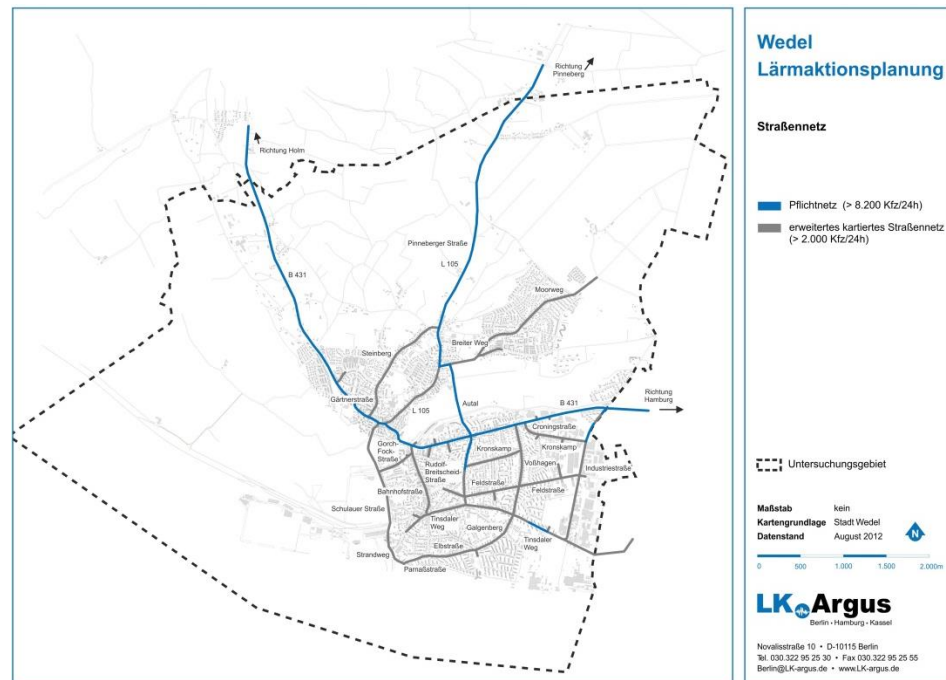 Richtung
Pinneberg
Richtung Holm
Pinneberger Straße
L 105
B 431
Moorweg
Breiter Weg
Steinberg
Gärtnerstraße
L 105
Autal
B 431
Richtung
Hamburg
Croningstraße
Gorch-
Fock-
Straße
Kronskamp
Kronskamp
Rudolf-
Breitscheid-
Straße
Voßhagen
Industriestraße
Feldstraße
Feldstraße
Bahnhofstraße
Schulauer Straße
Tinsdaler
Weg
Galgenberg
Tinsdaler
Weg
Elbstraße
Strandweg
Parnaßstraße
Wedel
Lärmaktionsplanung
Straßennetz
Pflichtnetz (> 8.200 Kfz/24h)
erweitertes kartiertes Straßennetz
(> 2.000 Kfz/24h)
Untersuchungsgebiet
Maßstab kein
Kartengrundlage Stadt Wedel
Datenstand August 2012
N
0 500 1.000 1.500 2.000m
LK Argus
Berlin • Hamburg • Kassel
Novalisstraße 10 • D-10115 Berlin
Tel. 030.322 95 25 30 • Fax 030.322 95 25 55
Berlin@LK-argus.de • www.LK-argus.de